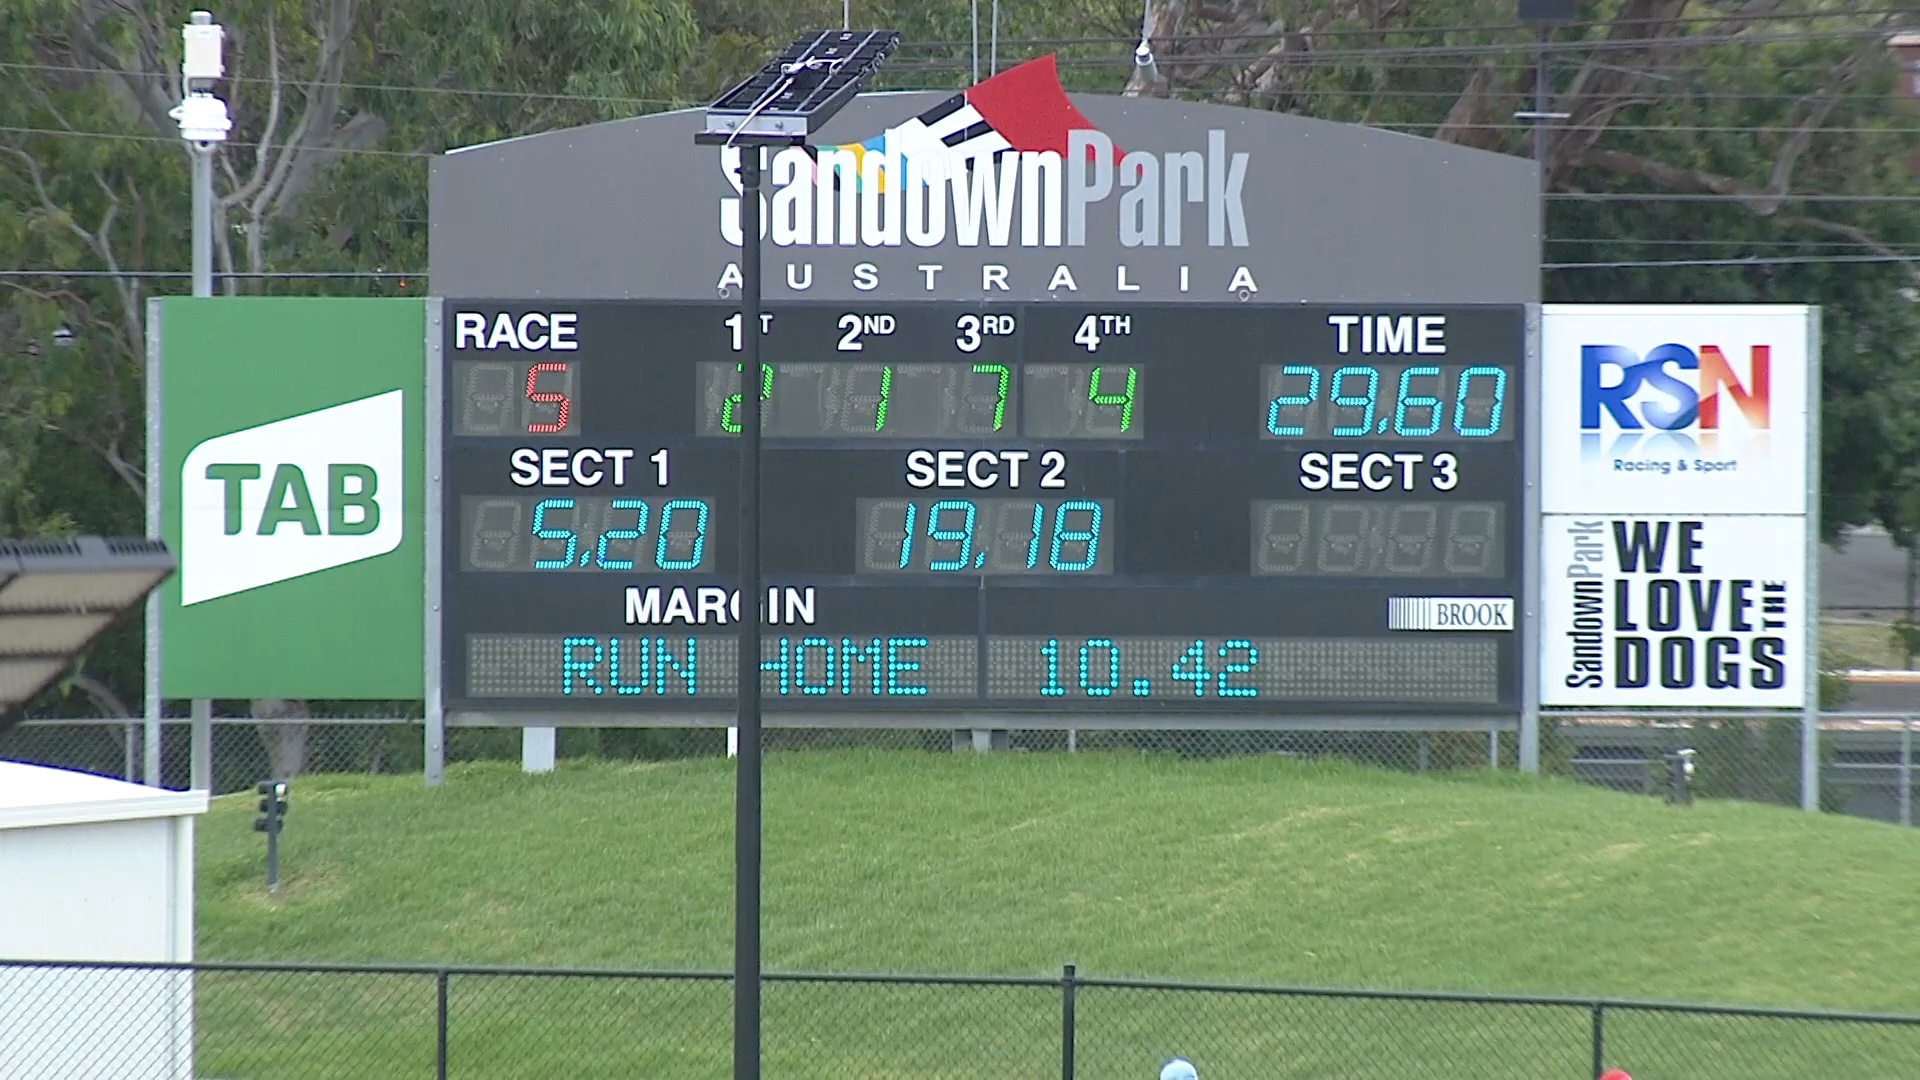 SandownPark
AUSTRALIA
RACE 1ST 2ND 3RD 4TH TIME
5 2 1 7 4 29.60
SECT 1 SECT 2 SECT 3
5.20 19.18
MARGIN
BROOK
RUN HOME 10.42
TAB
RSN
Racing & Sport
SandownPark
WE
LOVE THE
DOGS